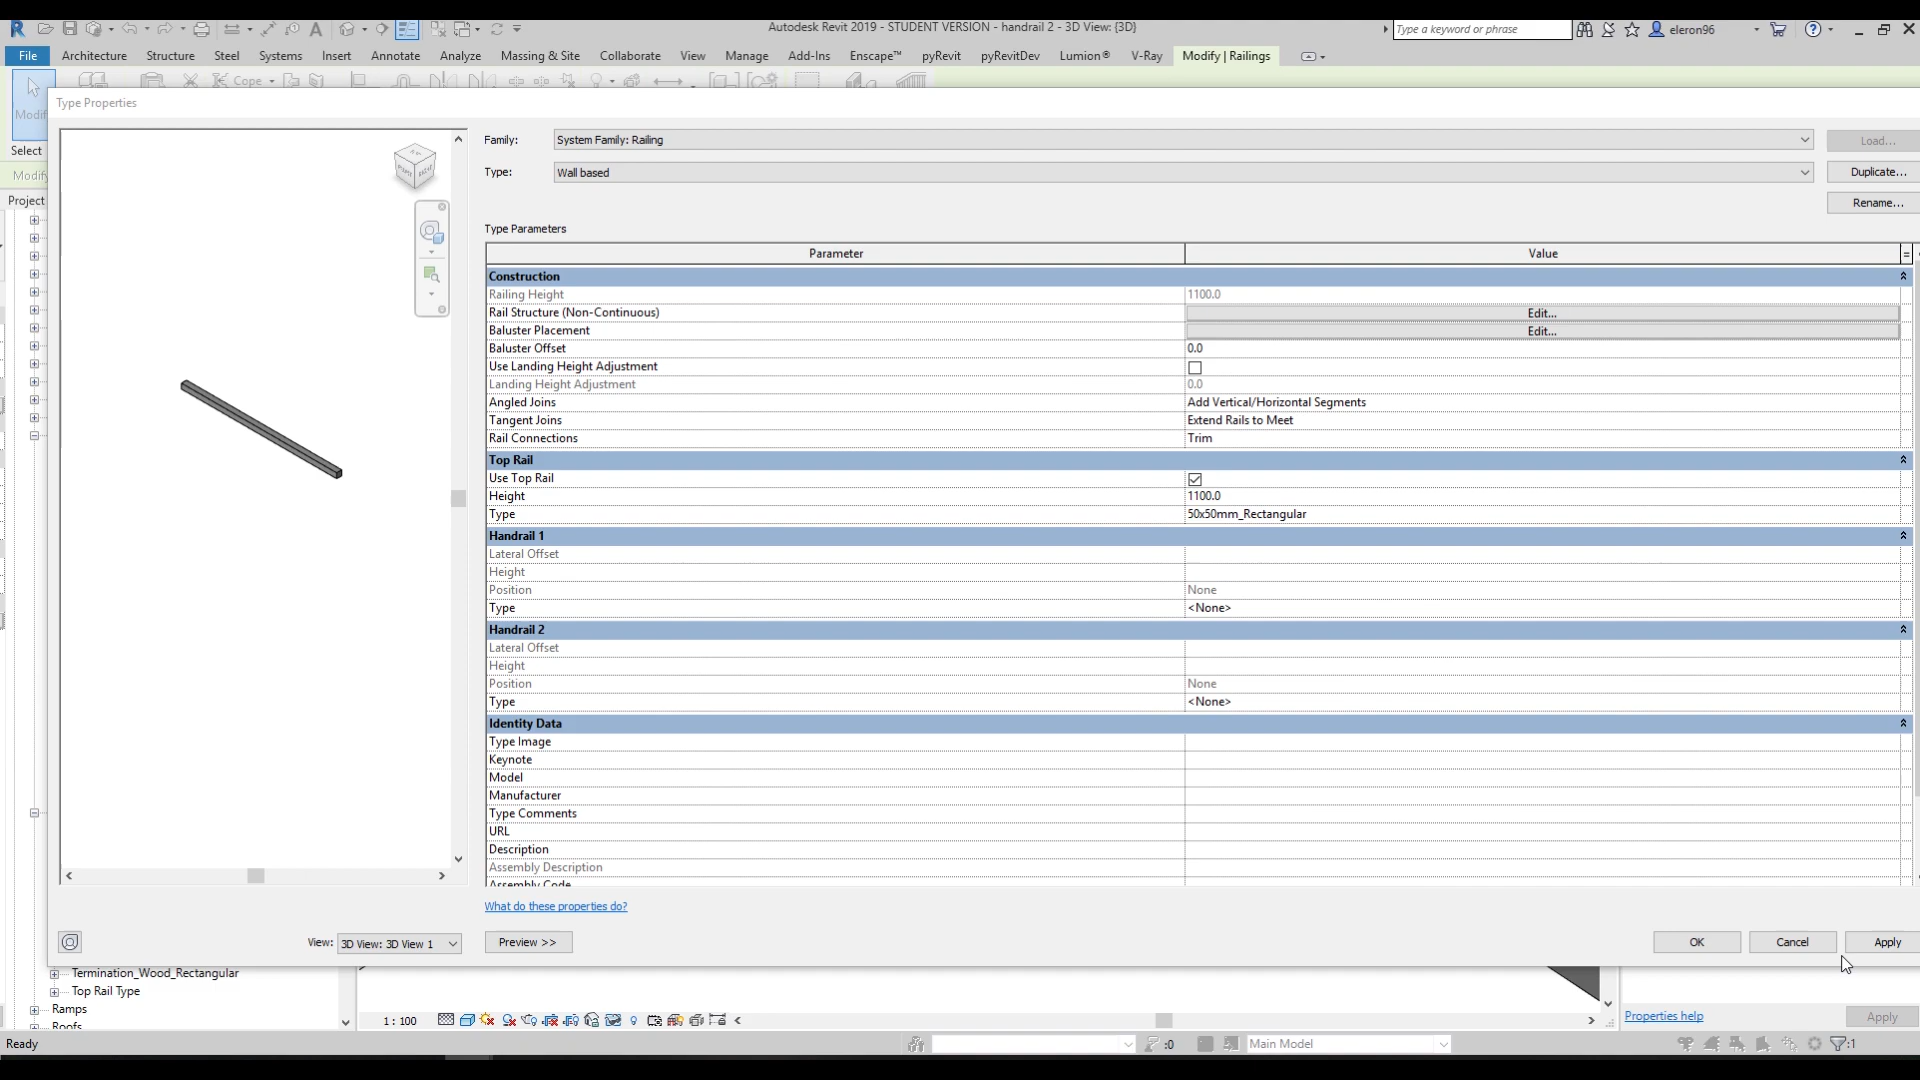 Autodesk Revit 2019 - STUDENT VERSION - handrail 2 - 3D View: {3D}
Type a keyword or phrase
eleron96
File Architecture Structure Steel Systems Insert Annotate Analyze Massing & Site Collaborate View Manage Add-Ins Enscape™ pyRevit pyRevitDev Lumion® V-Ray Modify | Railings
Cope
Modif
Select
Modify
Project
Type Properties
Family: System Family: Railing Load...
Type: Wall based Duplicate...
Rename...
Type Parameters
Parameter Value =
Construction
Railing Height 1100.0
Rail Structure (Non-Continuous) Edit...
Baluster Placement Edit...
Baluster Offset 0.0
Use Landing Height Adjustment
Landing Height Adjustment 0.0
Angled Joins Add Vertical/Horizontal Segments
Tangent Joins Extend Rails to Meet
Rail Connections Trim
Top Rail
Use Top Rail
Height 1100.0
Type 50x50mm_Rectangular
Handrail 1
Lateral Offset
Height
Position None
Type <None>
Handrail 2
Lateral Offset
Height
Position None
Type <None>
Identity Data
Type Image
Keynote
Model
Manufacturer
Type Comments
URL
Description
Assembly Description
Assembly Code
What do these properties do?
View: 3D View: 3D View 1 Preview >> OK Cancel Apply
Termination_Wood_Rectangular
Top Rail Type
Ramps
Roofs
1 : 100
Properties help Apply
Ready :0 Main Model :1